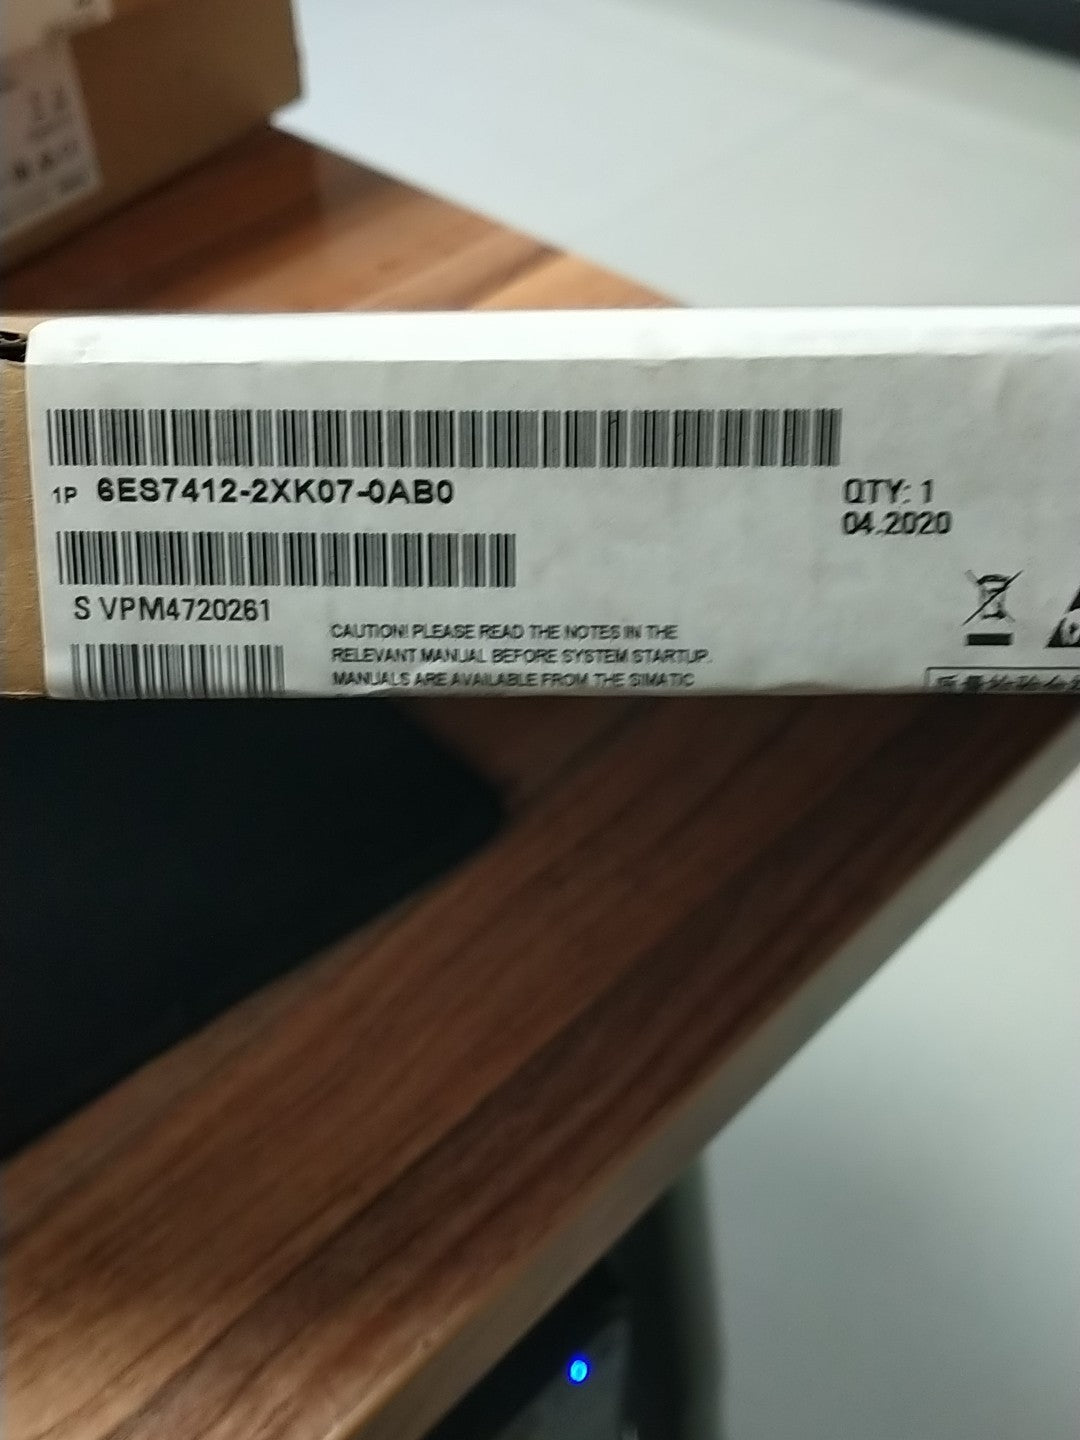 1P 6ES7412-2XK07-0AB0
QTY: 1
04.2020
S VPM4720261
CAUTION! PLEASE READ THE NOTES IN THE
RELEVANT MANUAL BEFORE SYSTEM STARTUP.
MANUALS ARE AVAILABLE FROM THE SIMATIC